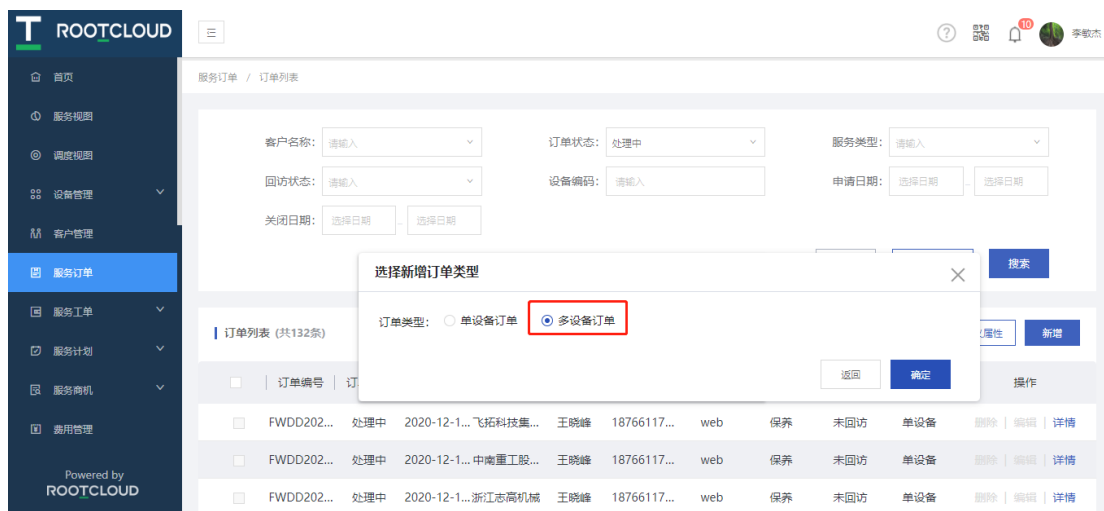 ROOTCLOUD
10
李敏杰
首页
服务视图
调度视图
设备管理
客户管理
服务订单
服务工单
服务计划
服务商机
费用管理
Powered by
ROOTCLOUD
服务订单 / 订单列表
客户名称: 请输入 订单状态: 处理中 服务类型: 请输入
回访状态: 请输入 设备编码: 请输入 申请日期: 选择日期 选择日期
关闭日期: 选择日期 选择日期
搜索
选择新增订单类型
订单类型: 单设备订单 多设备订单
返回 确定
订单列表 (共132条) 属性 新增
订单编号 订 操作
FWDD202... 处理中 2020-12-1... 飞拓科技集... 王晓峰 18766117... web 保养 未回访 单设备 删除 | 编辑 | 详情
FWDD202... 处理中 2020-12-1... 中南重工股... 王晓峰 18766117... web 保养 未回访 单设备 删除 | 编辑 | 详情
FWDD202... 处理中 2020-12-1... 浙江志高机械 王晓峰 18766117... web 保养 未回访 单设备 删除 | 编辑 | 详情